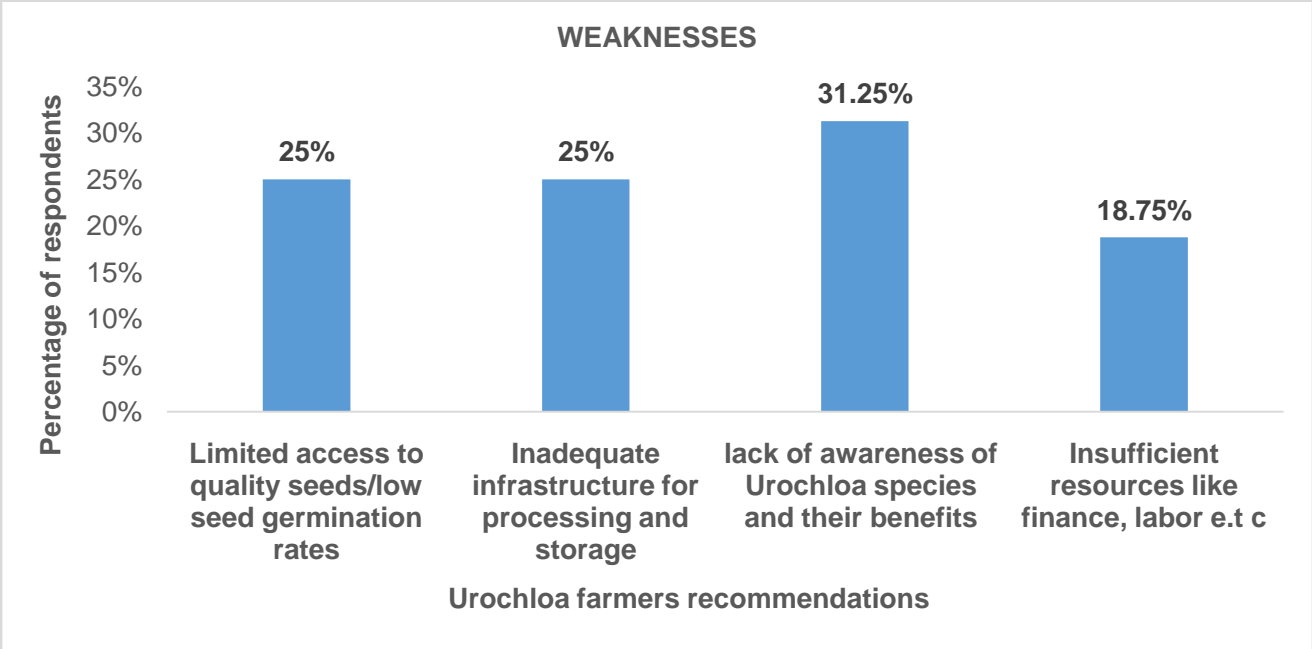 WEAKNESSES
Percentage of respondents
35%
30%
25%
20%
15%
10%
5%
0%
25%
25%
31.25%
18.75%
Limited access to
quality seeds/low
seed germination
rates
Inadequate
infrastructure for
processing and
storage
lack of awareness of
Urochloa species
and their benefits
Insufficient
resources like
finance, labor e.t c
Urochloa farmers recommendations